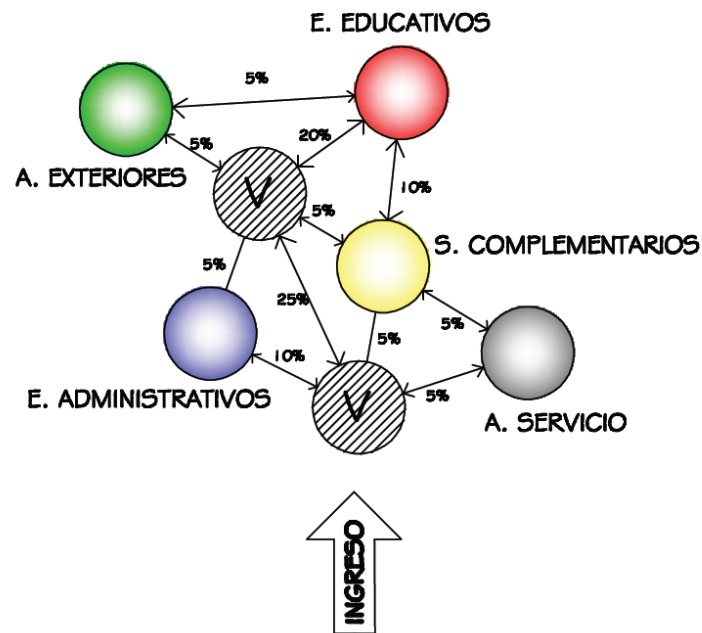 E. EDUCATIVOS
5%
20%
5%
A. EXTERIORES
V
10%
5%
S. COMPLEMENTARIOS
5%
25%
5%
5%
10%
E. ADMINISTRATIVOS
V
5%
A. SERVICIO
INGRESO